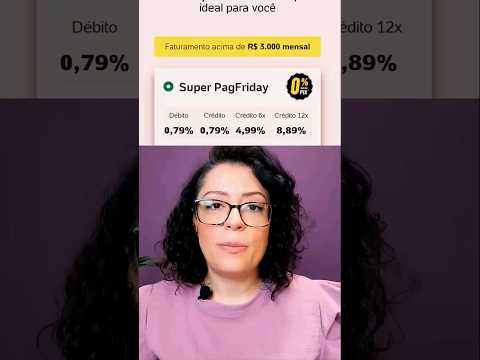 ideal para você
Faturamento acima de R$ 3.000 mensal
Super PagFriday
0%
PIX
Débito Crédito Crédito 6x Crédito 12x
0,79% 0,79% 4,99% 8,89%
Débito
0,79%
Crédito 12x
,89%